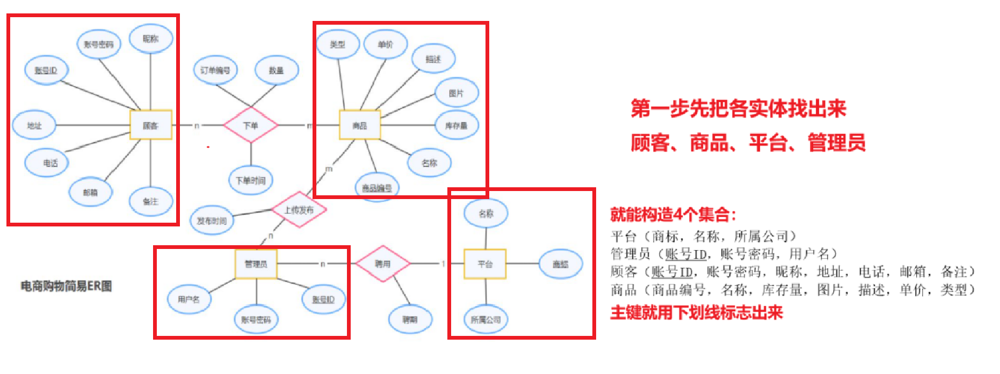 昵称
账号密码
账号ID
地址
电话
邮箱
备注
顾客
n
下单
m
订单编号
数量
下单时间
类型
单价
描述
图片
库存量
名称
商品编号
商品
m
上传发布
发布时间
n
管理员
用户名
账号密码
账号ID
n
聘用
1
聘期
平台
名称
商标
所属公司
电商购物简易ER图
第一步先把各实体找出来
顾客、商品、平台、管理员
就能构造4个集合：
平台（商标，名称，所属公司）
管理员（账号ID，账号密码，用户名）
顾客（账号ID，账号密码，昵称，地址，电话，邮箱，备注）
商品（商品编号，名称，库存量，图片，描述，单价，类型）
主键就用下划线标志出来